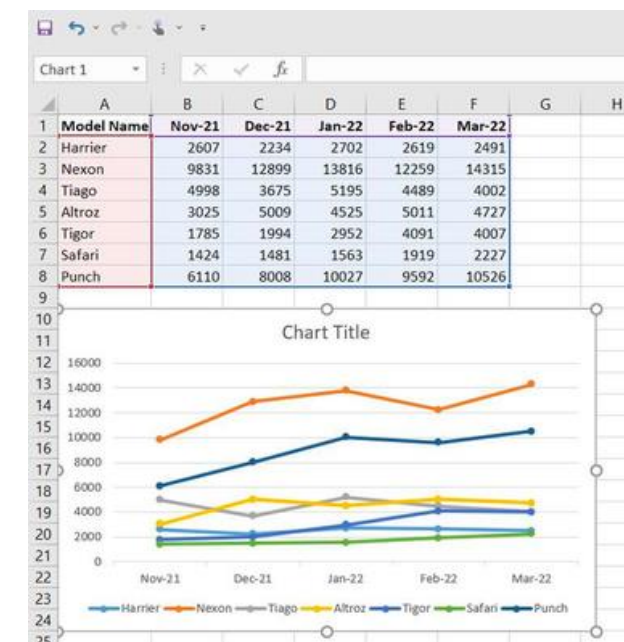 Chart 1 fx
A B C D E F G H
1 Model Name Nov-21 Dec-21 Jan-22 Feb-22 Mar-22
2 Harrier 2607 2234 2702 2619 2491
3 Nexon 9831 12899 13816 12259 14315
4 Tiago 4998 3675 5195 4489 4002
5 Altroz 3025 5009 4525 5011 4727
6 Tigor 1785 1994 2952 4091 4007
7 Safari 1424 1481 1563 1919 2227
8 Punch 6110 8008 10027 9592 10526
9
10
11 Chart Title
12 16000
13 14000
14 12000
15 10000
16
17 8000
18 6000
19 4000
20 2000
21 0
22 Nov-21 Dec-21 Jan-22 Feb-22 Mar-22
23
24 Harrier Nexon Tiago Altroz Tigor Safari Punch
25